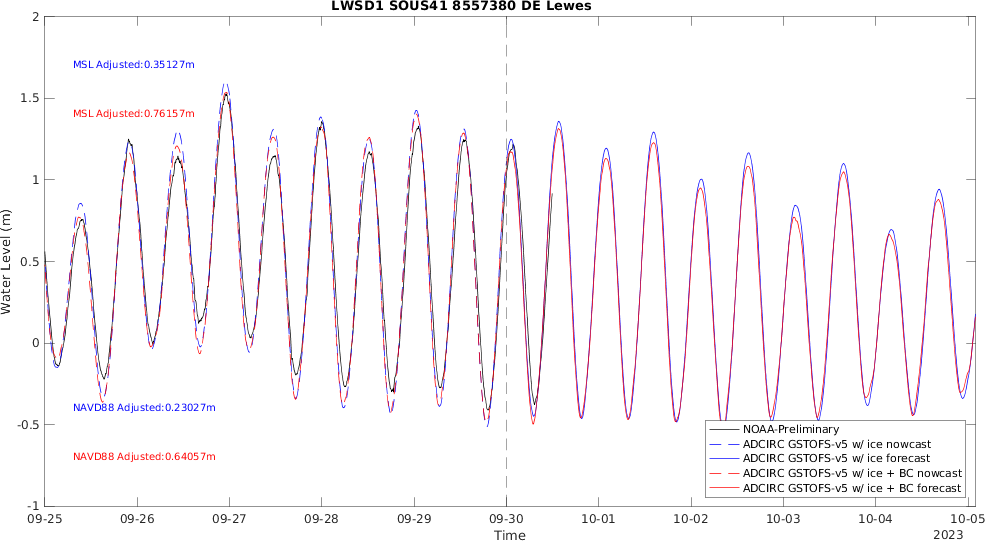 LWSD1 SOUS41 8557380 DE Lewes
2
1.5
1
0.5
0
-0.5
-1
Water Level (m)
MSL Adjusted:0.35127m
MSL Adjusted:0.76157m
NAVD88 Adjusted:0.23027m
NAVD88 Adjusted:0.64057m
NOAA-Preliminary
ADCIRC GSTOFS-v5 w/ ice nowcast
ADCIRC GSTOFS-v5 w/ ice forecast
ADCIRC GSTOFS-v5 w/ ice + BC nowcast
ADCIRC GSTOFS-v5 w/ ice + BC forecast
09-25 09-26 09-27 09-28 09-29 09-30 10-01 10-02 10-03 10-04 10-05
Time
2023